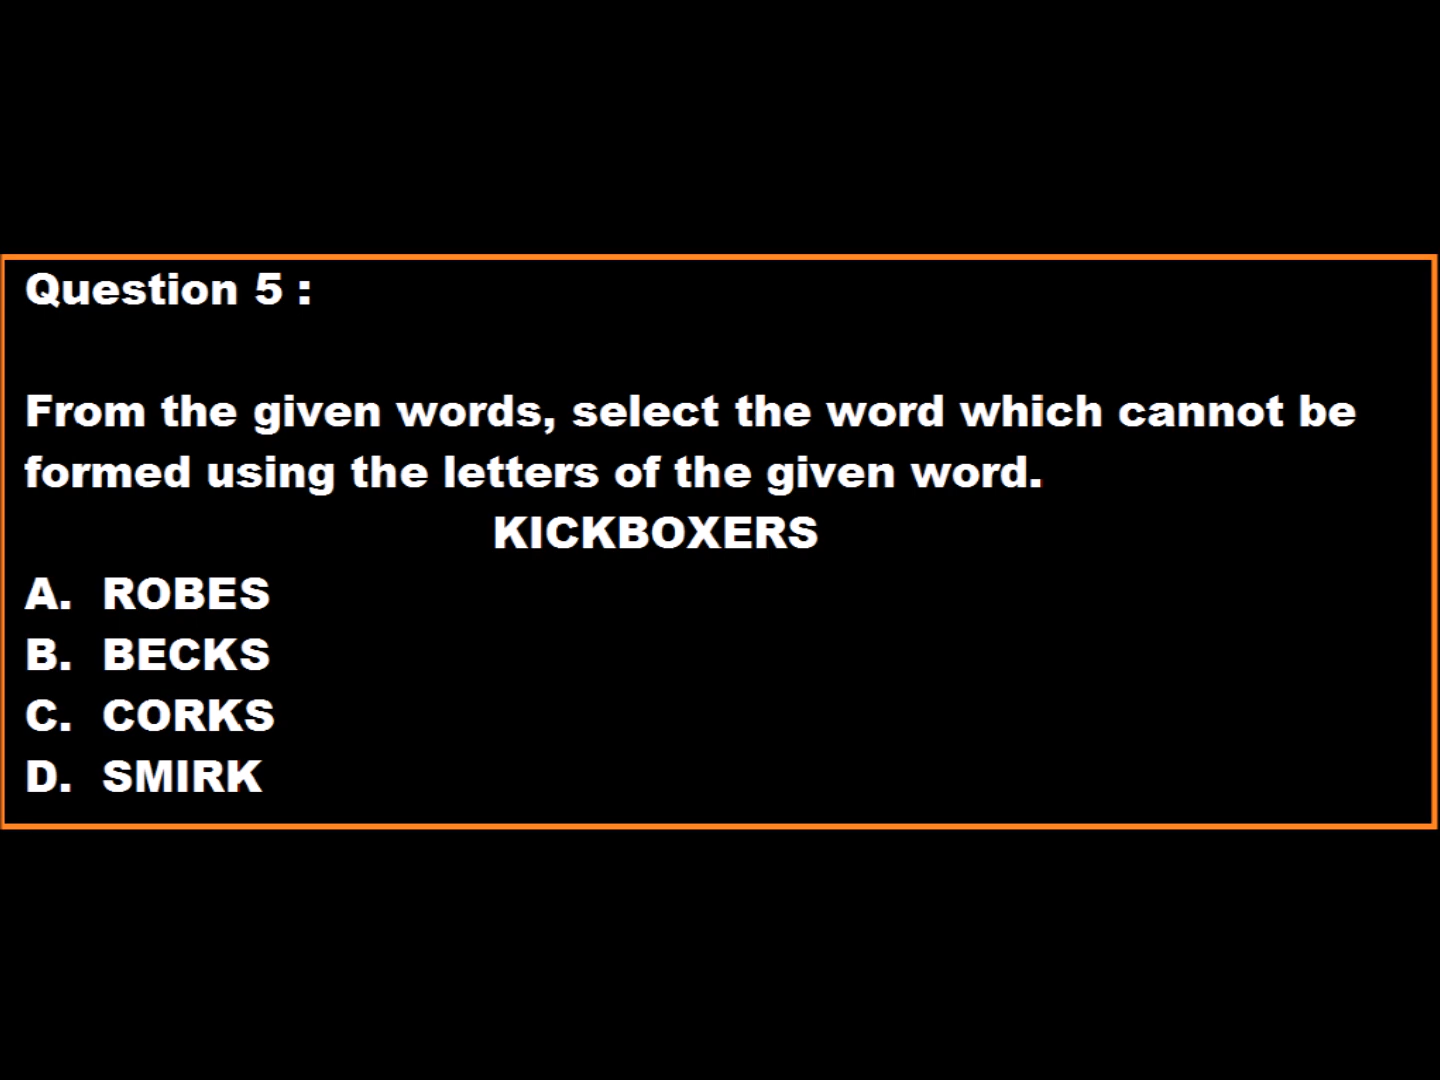 Question 5 :
From the given words, select the word which cannot be
formed using the letters of the given word.
KICKBOXERS
A. ROBES
B. BECKS
C. CORKS
D. SMIRK